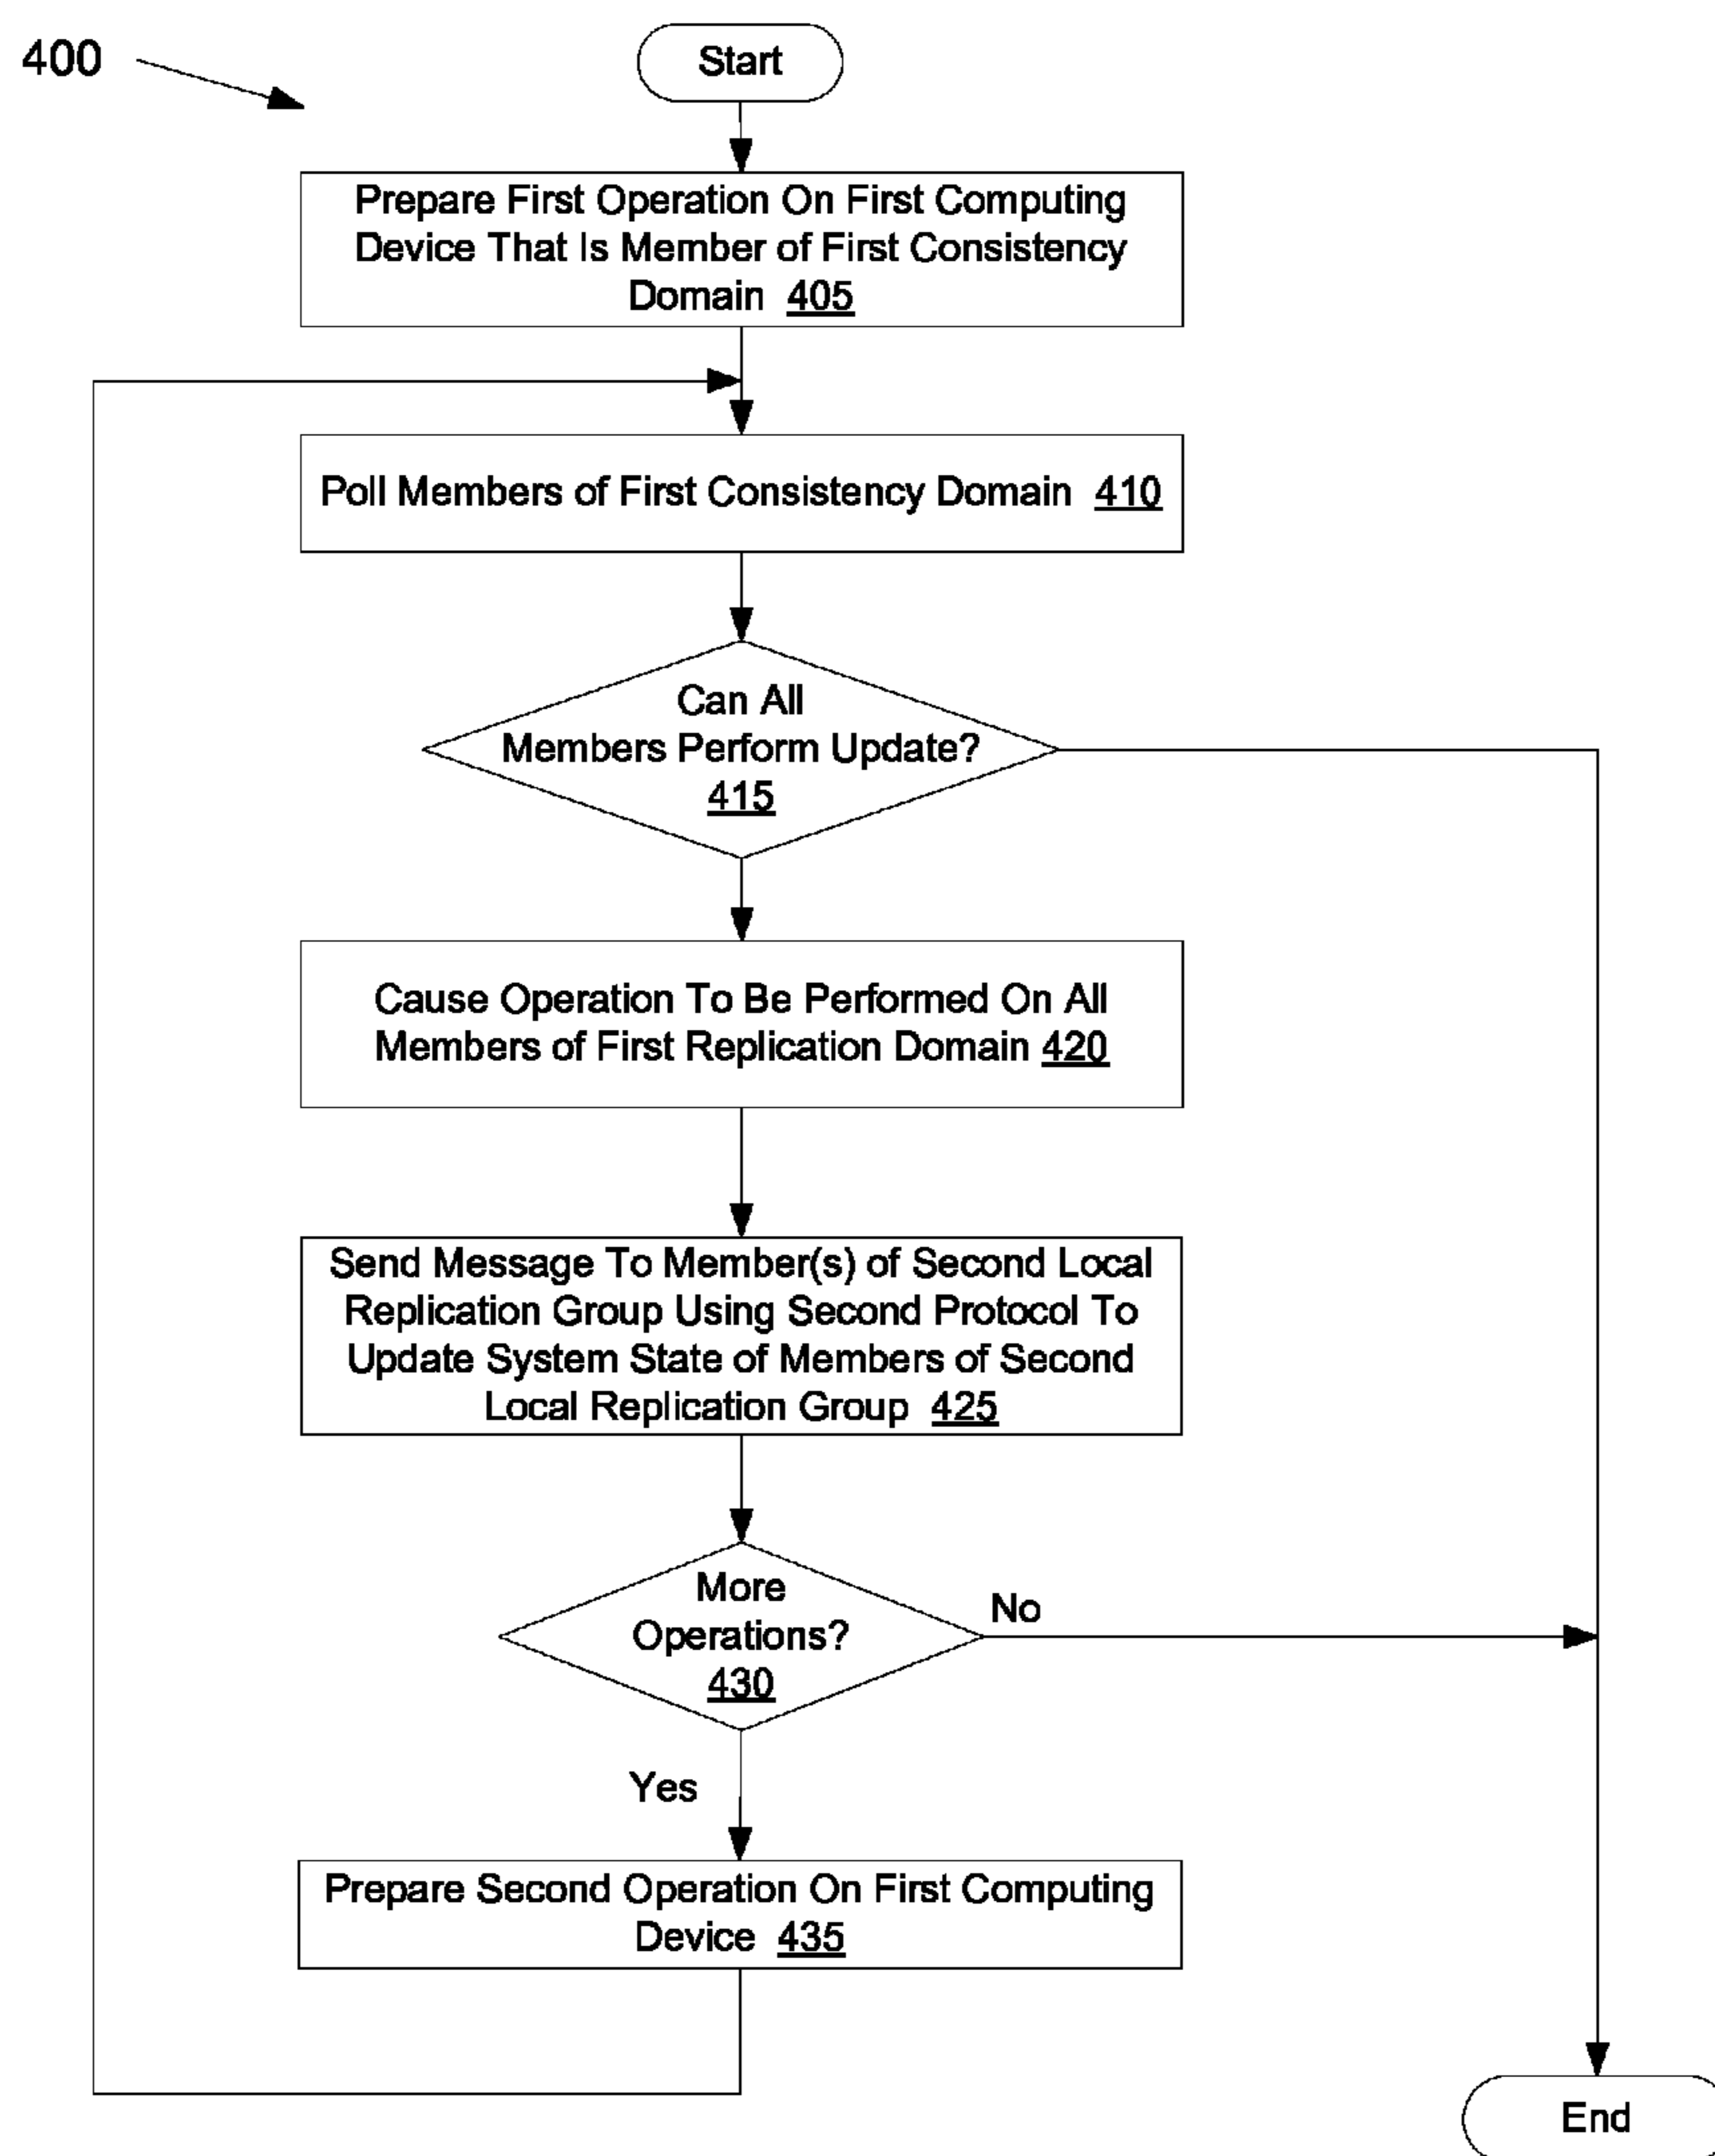 400
Start
Prepare First Operation On First Computing
Device That Is Member of First Consistency
Domain 405
Poll Members of First Consistency Domain 410
Can All
Members Perform Update?
415
Cause Operation To Be Performed On All
Members of First Replication Domain 420
Send Message To Member(s) of Second Local
Replication Group Using Second Protocol To
Update System State of Members of Second
Local Replication Group 425
More
Operations?
430
No
Yes
Prepare Second Operation On First Computing
Device 435
End